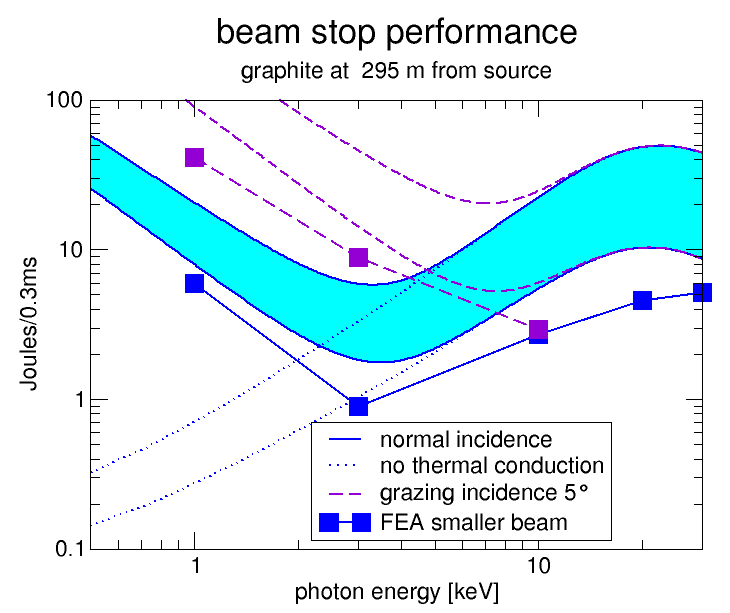 beam stop performance
graphite at  295 m from source
100
10
1
0.1
Joules/0.3ms
normal incidence
no thermal conduction
grazing incidence 5°
FEA smaller beam
1
10
photon energy [keV]